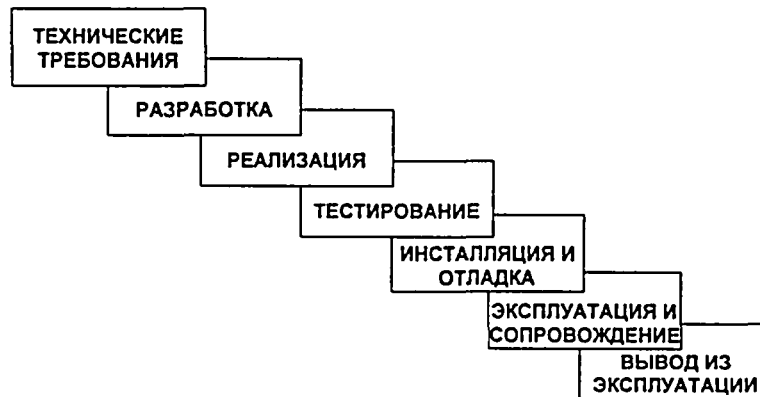 ТЕХНИЧЕСКИЕ
ТРЕБОВАНИЯ
РАЗРАБОТКА
РЕАЛИЗАЦИЯ
ТЕСТИРОВАНИЕ
ИНСТАЛЛЯЦИЯ И
ОТЛАДКА
ЭКСПЛУАТАЦИЯ И
СОПРОВОЖДЕНИЕ
ВЫВОД ИЗ
ЭКСПЛУАТАЦИИ